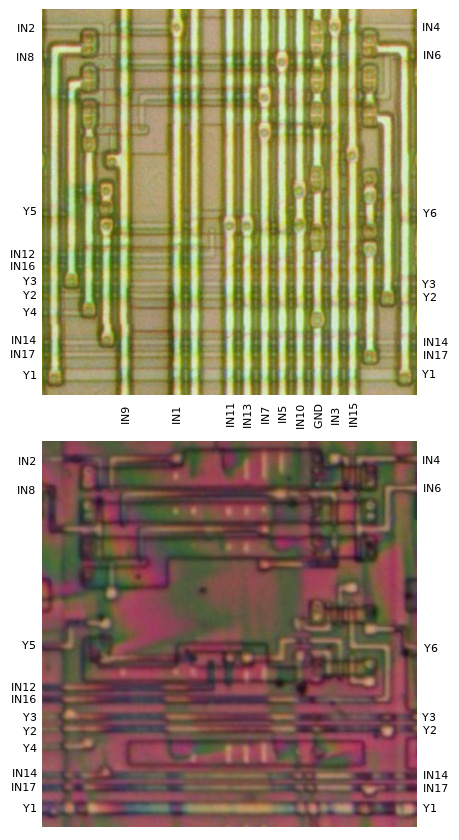 IN2 IN4
IN8 IN6
Y5 Y6
IN12
IN16
Y3 Y3
Y2 Y2
Y4
IN14 IN14
IN17 IN17
Y1 Y1
IN9 IN1 IN11 IN13 IN7 IN5 IN10 GND IN3 IN15
IN2 IN4
IN8 IN6
Y5 Y6
IN12
IN16
Y3 Y3
Y2 Y2
Y4
IN14 IN14
IN17 IN17
Y1 Y1